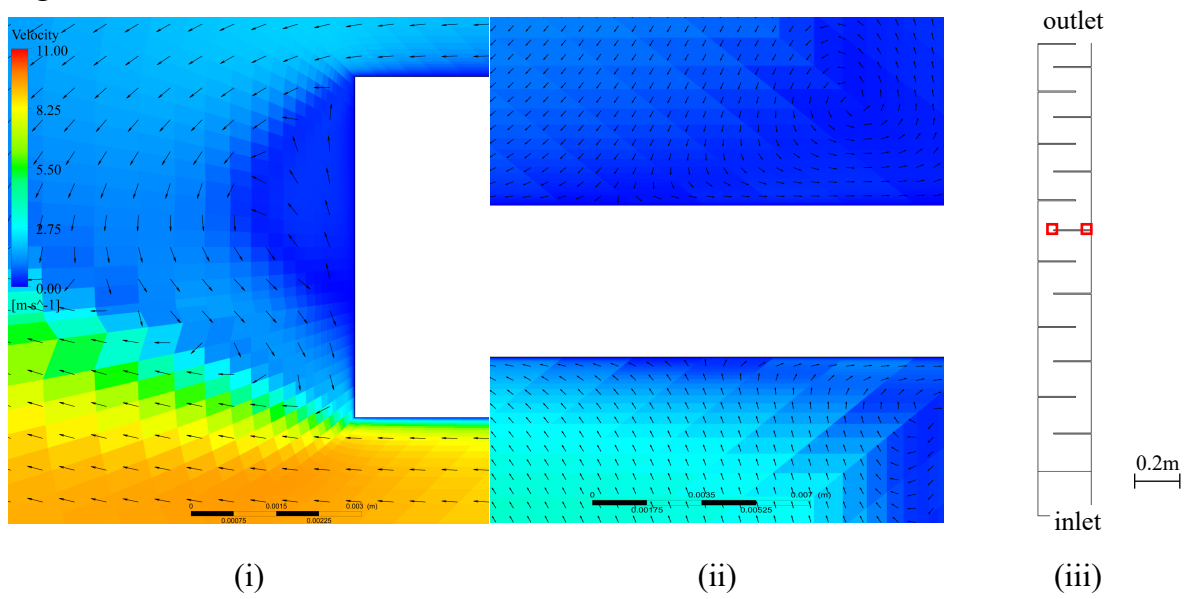 Velocity
11.00
8.25
5.50
2.75
0.00
[m s^-1]
0 0.0015 0.003 (m)
0.00075 0.00225
(i)
0 0.0035 0.007 (m)
0.00175 0.00525
(ii)
outlet
0.2m
inlet
(iii)